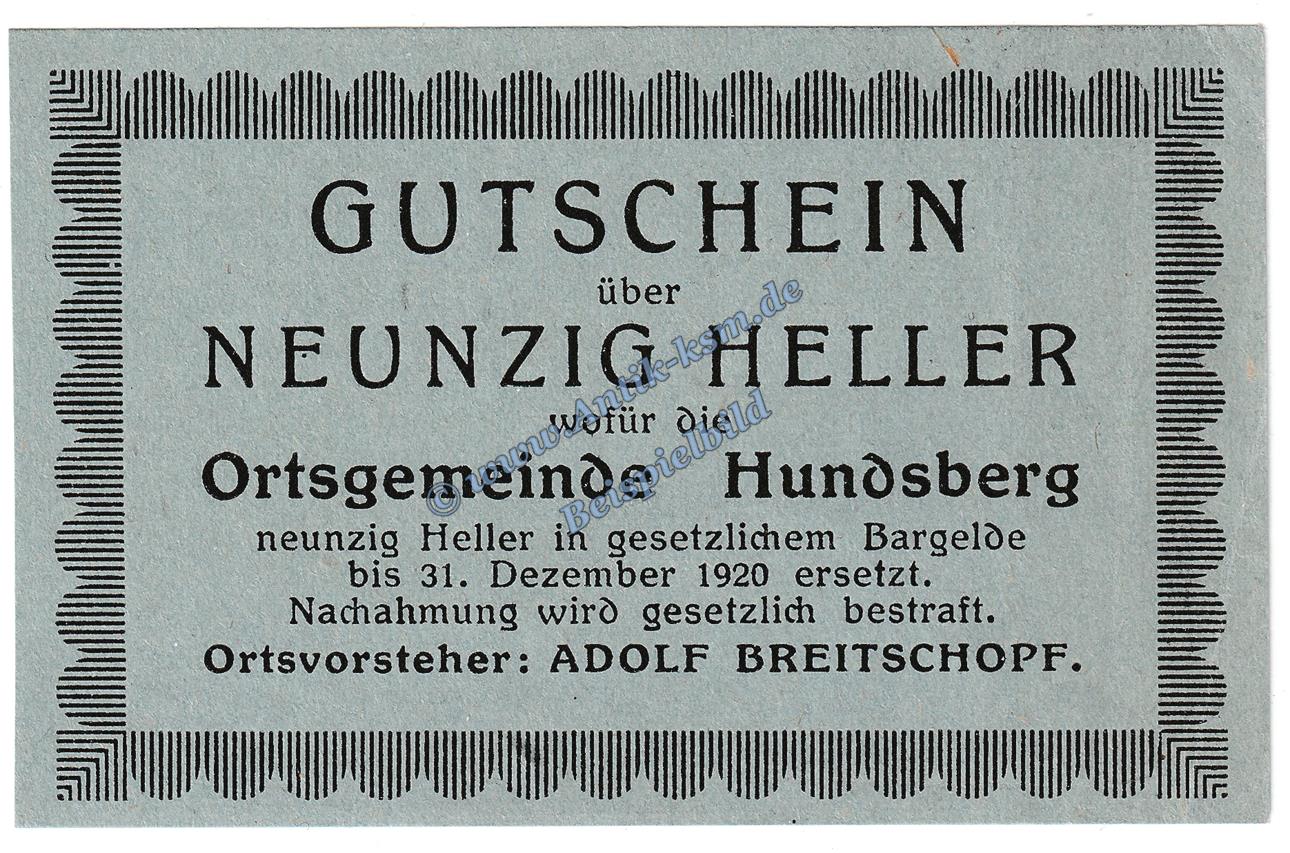 GUTSCHEIN
über
NEUNZIG HELLER
wofür die
Ortsgemeinde Hundsberg
neunzig Heller in gesetzlichem Bargelde
bis 31. Dezember 1920 ersetzt.
Nachahmung wird gesetzlich bestraft.
Ortsvorsteher: ADOLF BREITSCHOPF.
© www.Antik-ksm.de
Beispielbild